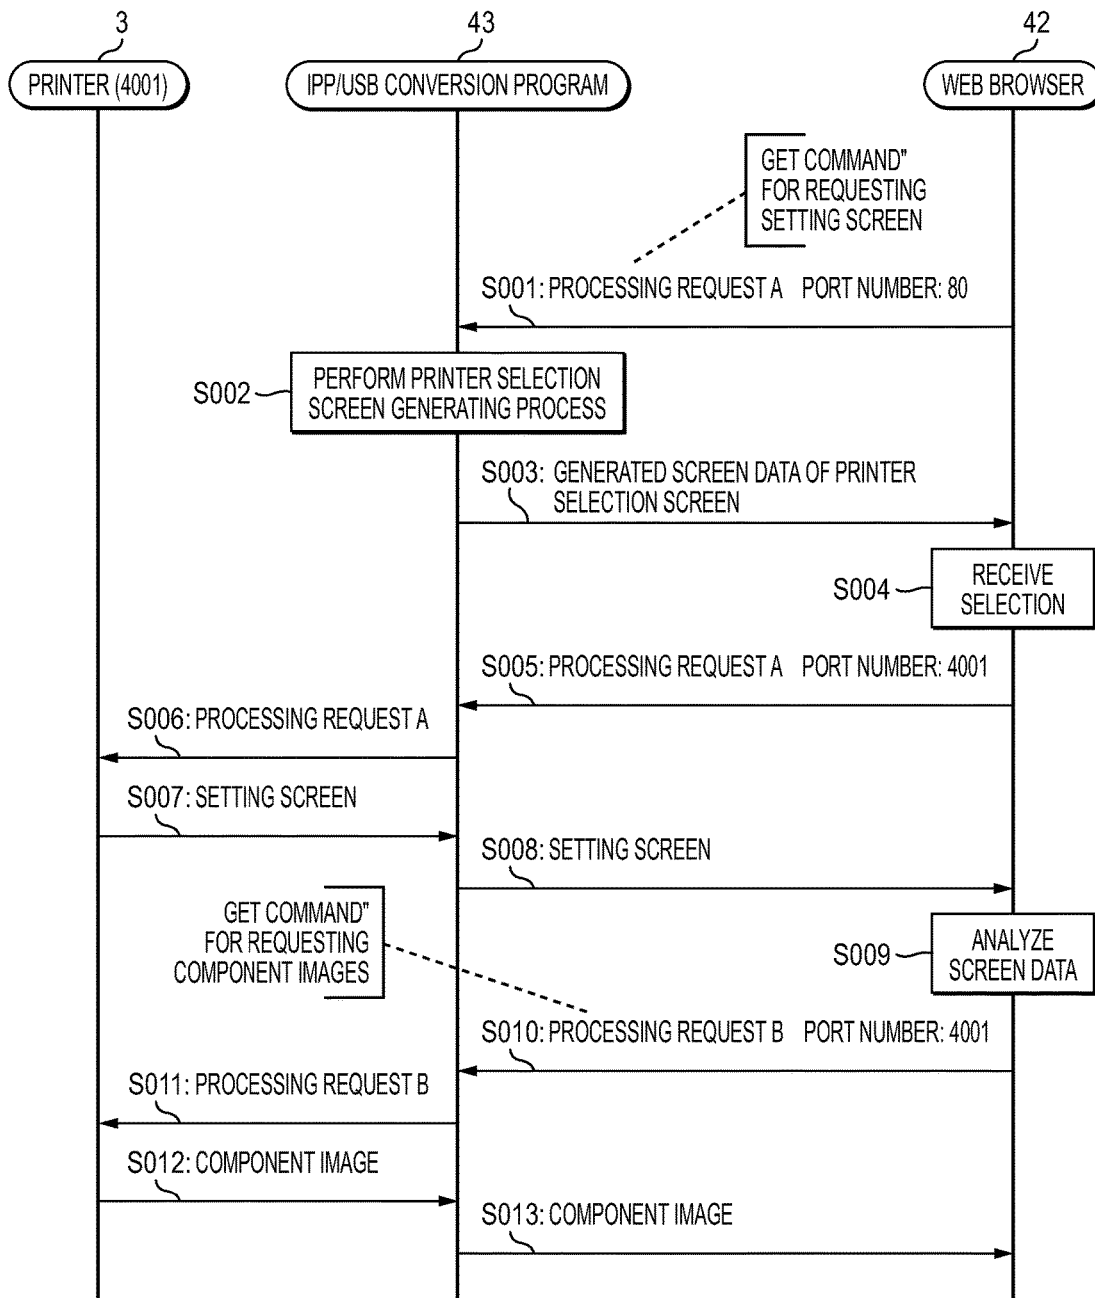 3
43
42
PRINTER (4001)
IPP/USB CONVERSION PROGRAM
WEB BROWSER
GET COMMAND"
FOR REQUESTING
SETTING SCREEN
S001: PROCESSING REQUEST A PORT NUMBER: 80
S002
PERFORM PRINTER SELECTION
SCREEN GENERATING PROCESS
S003: GENERATED SCREEN DATA OF PRINTER
SELECTION SCREEN
S004
RECEIVE
SELECTION
S005: PROCESSING REQUEST A PORT NUMBER: 4001
S006: PROCESSING REQUEST A
S007: SETTING SCREEN
S008: SETTING SCREEN
GET COMMAND"
FOR REQUESTING
COMPONENT IMAGES
S009
ANALYZE
SCREEN DATA
S010: PROCESSING REQUEST B PORT NUMBER: 4001
S011: PROCESSING REQUEST B
S012: COMPONENT IMAGE
S013: COMPONENT IMAGE